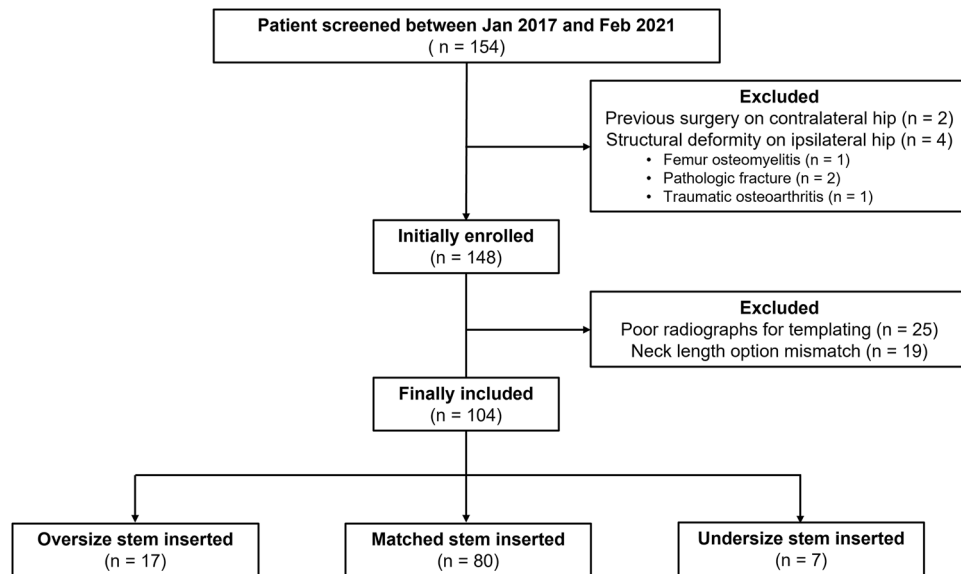 Patient screened between Jan 2017 and Feb 2021
( n = 154)
Excluded
Previous surgery on contralateral hip (n = 2)
Structural deformity on ipsilateral hip (n = 4)
• Femur osteomyelitis (n = 1)
• Pathologic fracture (n = 2)
• Traumatic osteoarthritis (n = 1)
Initially enrolled
(n = 148)
Excluded
Poor radiographs for templating (n = 25)
Neck length option mismatch (n = 19)
Finally included
(n = 104)
Oversize stem inserted
(n = 17)
Matched stem inserted
(n = 80)
Undersize stem inserted
(n = 7)